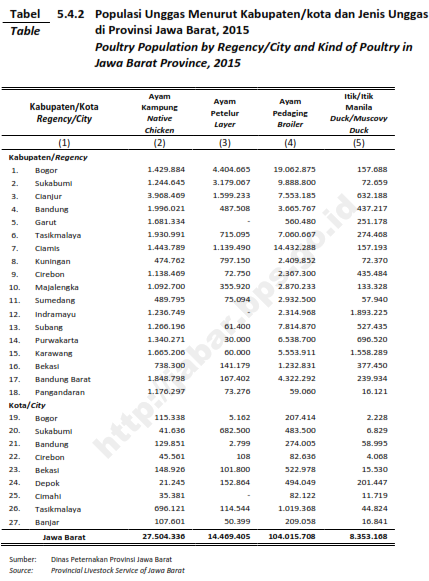 Tabel 5.4.2 Populasi Unggas Menurut Kabupaten/kota dan Jenis Unggas
Table di Provinsi Jawa Barat, 2015
Poultry Population by Regency/City and Kind of Poultry in
Jawa Barat Province, 2015
Kabupaten/Kota Regency/City | Ayam Kampung Native Chicken | Ayam Petelur Layer | Ayam Pedaging Broiler | Itik/Itik Manila Duck/Muscovy Duck
(1) (2) (3) (4) (5)
Kabupaten/Regency
1. Bogor 1.429.884 4.404.665 19.062.875 157.688
2. Sukabumi 1.244.645 3.179.067 9.888.800 72.659
3. Cianjur 3.968.469 1.599.233 7.553.185 632.188
4. Bandung 1.996.021 487.508 3.665.767 437.217
5. Garut 1.681.334 - 560.480 251.178
6. Tasikmalaya 1.930.991 715.095 7.060.667 274.468
7. Ciamis 1.443.789 1.139.490 14.432.288 157.193
8. Kuningan 474.762 797.150 2.409.852 72.370
9. Cirebon 1.138.469 72.750 2.367.300 435.484
10. Majalengka 1.092.700 355.920 2.870.233 133.328
11. Sumedang 489.795 75.094 2.932.500 57.940
12. Indramayu 1.236.749 - 2.314.968 1.893.225
13. Subang 1.266.196 61.400 7.814.870 527.435
14. Purwakarta 1.340.271 30.000 6.538.700 696.520
15. Karawang 1.665.206 60.000 5.553.911 1.558.289
16. Bekasi 738.300 141.179 1.232.831 377.450
17. Bandung Barat 1.848.798 167.402 4.322.292 239.934
18. Pangandaran 1.176.297 73.276 59.060 16.121
Kota/City
19. Bogor 115.338 5.162 207.414 2.228
20. Sukabumi 41.636 682.500 483.500 6.829
21. Bandung 129.851 2.799 274.005 58.995
22. Cirebon 45.561 108 82.636 4.068
23. Bekasi 148.926 101.800 522.978 15.530
24. Depok 21.245 152.864 494.049 201.447
25. Cimahi 35.381 - 82.122 11.719
26. Tasikmalaya 696.121 114.544 1.019.368 44.824
27. Banjar 107.601 50.399 209.058 16.841
Jawa Barat 27.504.336 14.469.405 104.015.708 8.353.168
Sumber: Dinas Peternakan Provinsi Jawa Barat
Source: Provincial Livestock Service of Jawa Barat
http://jabar.bps.go.id